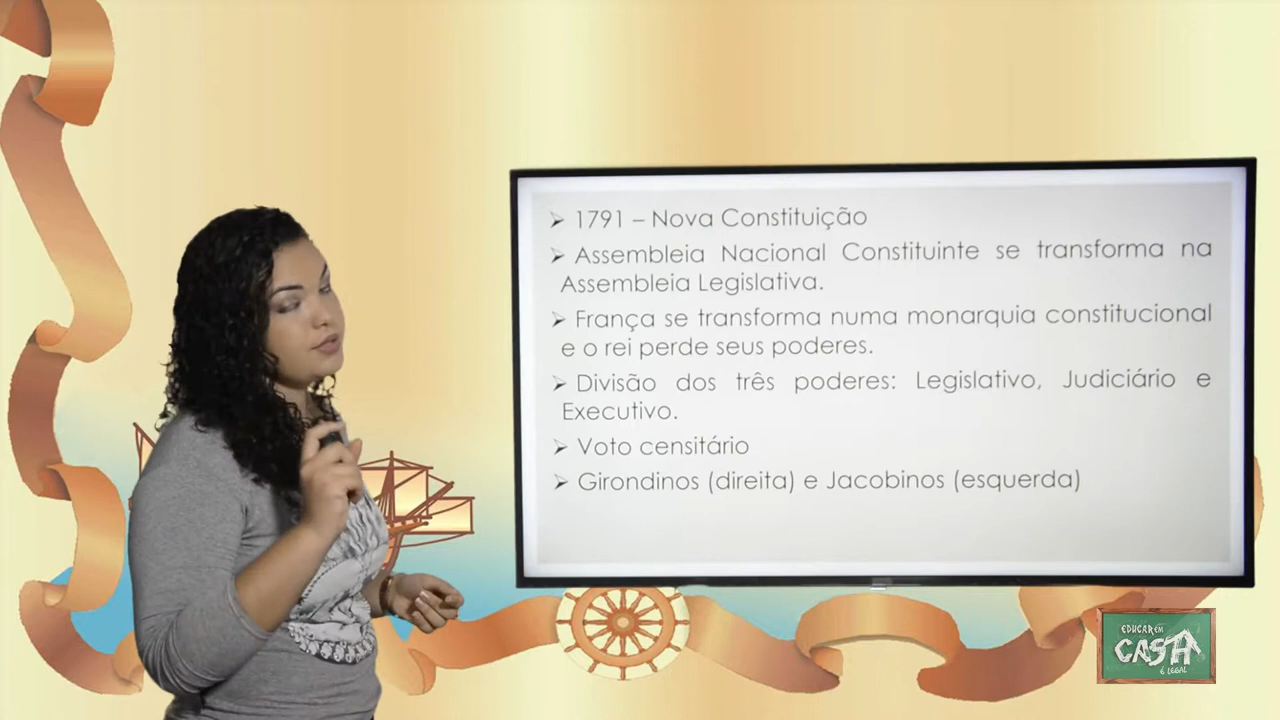 1791 – Nova Constituição
Assembleia Nacional Constituinte se transforma na
Assembleia Legislativa.
França se transforma numa monarquia constitucional
e o rei perde seus poderes.
Divisão dos três poderes: Legislativo, Judiciário e
Executivo.
Voto censitário
Girondinos (direita) e Jacobinos (esquerda)
EDUCAR EM
CASA
É LEGAL